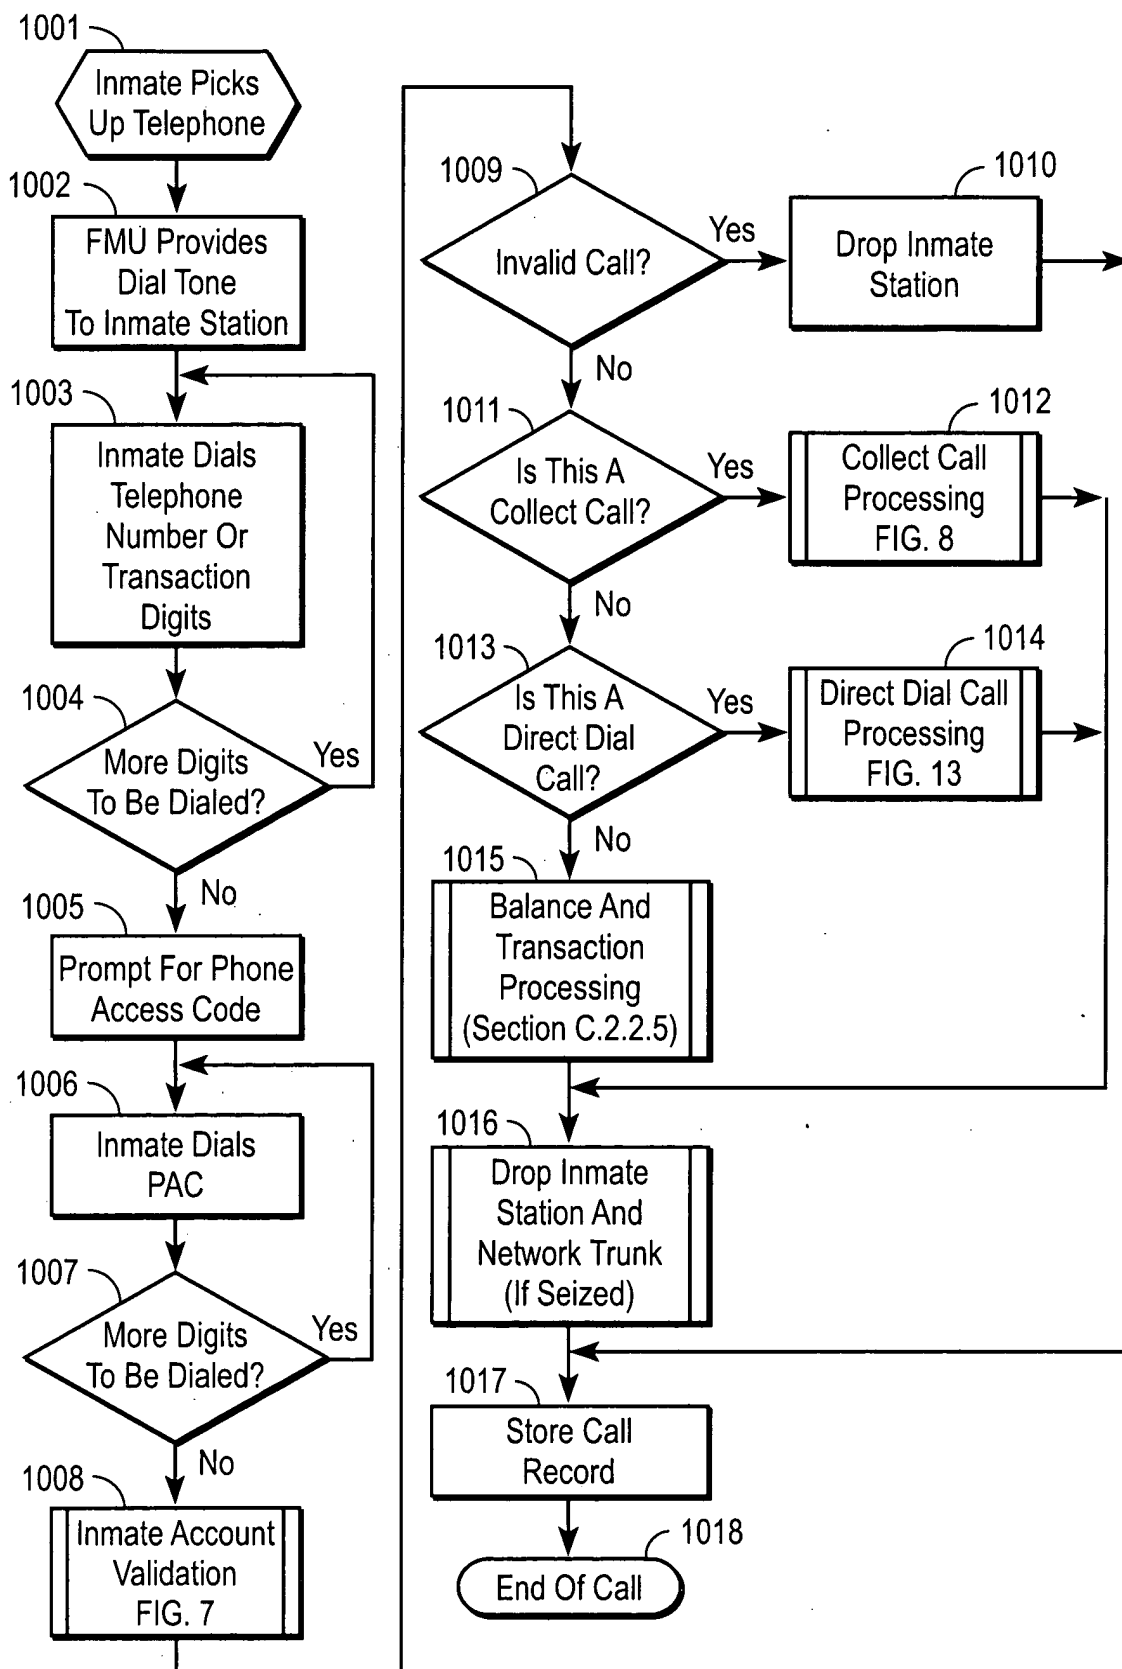 1001
Inmate Picks
Up Telephone
1002
FMU Provides
Dial Tone
To Inmate Station
1003
Inmate Dials
Telephone
Number Or
Transaction
Digits
1004
More Digits
To Be Dialed?
Yes
No
1005
Prompt For Phone
Access Code
1006
Inmate Dials
PAC
1007
More Digits
To Be Dialed?
Yes
No
1008
Inmate Account
Validation
FIG. 7
1009
Invalid Call?
Yes
No
1010
Drop Inmate
Station
1011
Is This A
Collect Call?
Yes
No
1012
Collect Call
Processing
FIG. 8
1013
Is This A
Direct Dial
Call?
Yes
No
1014
Direct Dial Call
Processing
FIG. 13
1015
Balance And
Transaction
Processing
(Section C.2.2.5)
1016
Drop Inmate
Station And
Network Trunk
(If Seized)
1017
Store Call
Record
1018
End Of Call